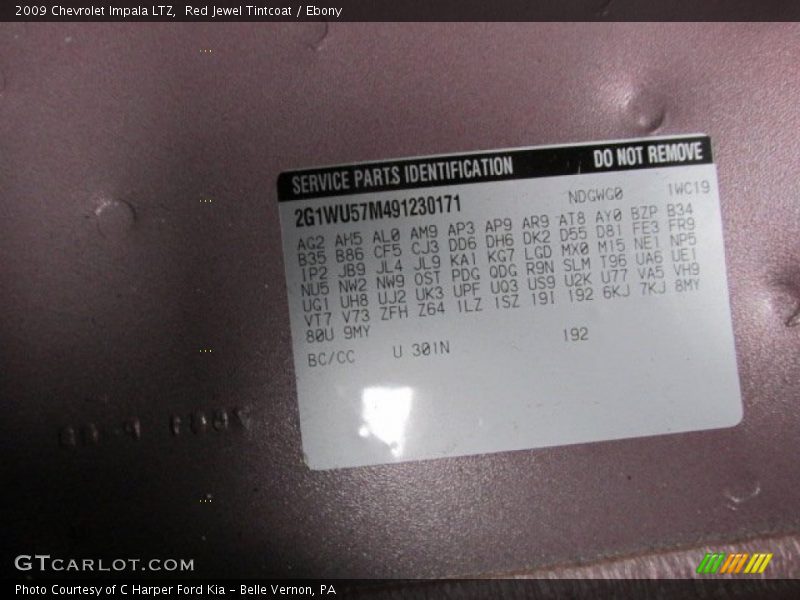 2009 Chevrolet Impala LTZ, Red Jewel Tintcoat / Ebony
SERVICE PARTS IDENTIFICATION DO NOT REMOVE
2G1WU57M491230171 NDGWG0 1WC19
AG2 AH5 AL0 AM9 AP3 AP9 AR9 AT8 AY0 BZP B34
B35 B86 CF5 CJ3 DD6 DH6 DK2 D55 D81 FE3 FR9
IP2 JB9 JL4 JL9 KA1 KG7 LGD MX0 M15 NE1 NP5
NU5 NW2 NW9 OST PDG QDG R9N SLM T96 UA6 UE1
UG1 UH8 UJ2 UK3 UPF UQ3 US9 U2K U77 VA5 VH9
VT7 V73 ZFH Z64 1LZ 1SZ 19I 192 6KJ 7KJ 8MY
80U 9MY
BC/CC U 301N 192
GTCARLOT.COM
Photo Courtesy of C Harper Ford Kia - Belle Vernon, PA